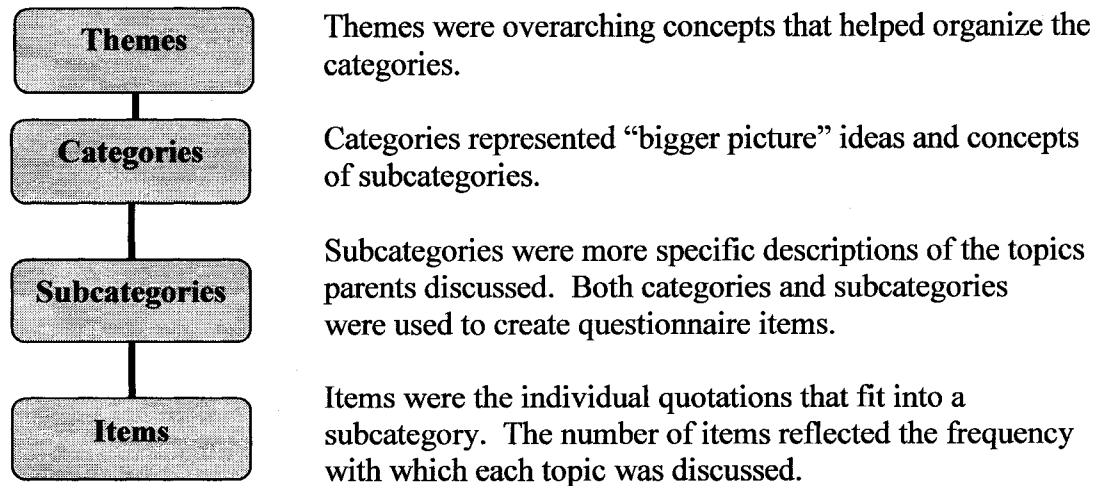 Themes
Themes were overarching concepts that helped organize the
categories.
Categories
Categories represented “bigger picture” ideas and concepts
of subcategories.
Subcategories
Subcategories were more specific descriptions of the topics
parents discussed. Both categories and subcategories
were used to create questionnaire items.
Items
Items were the individual quotations that fit into a
subcategory. The number of items reflected the frequency
with which each topic was discussed.